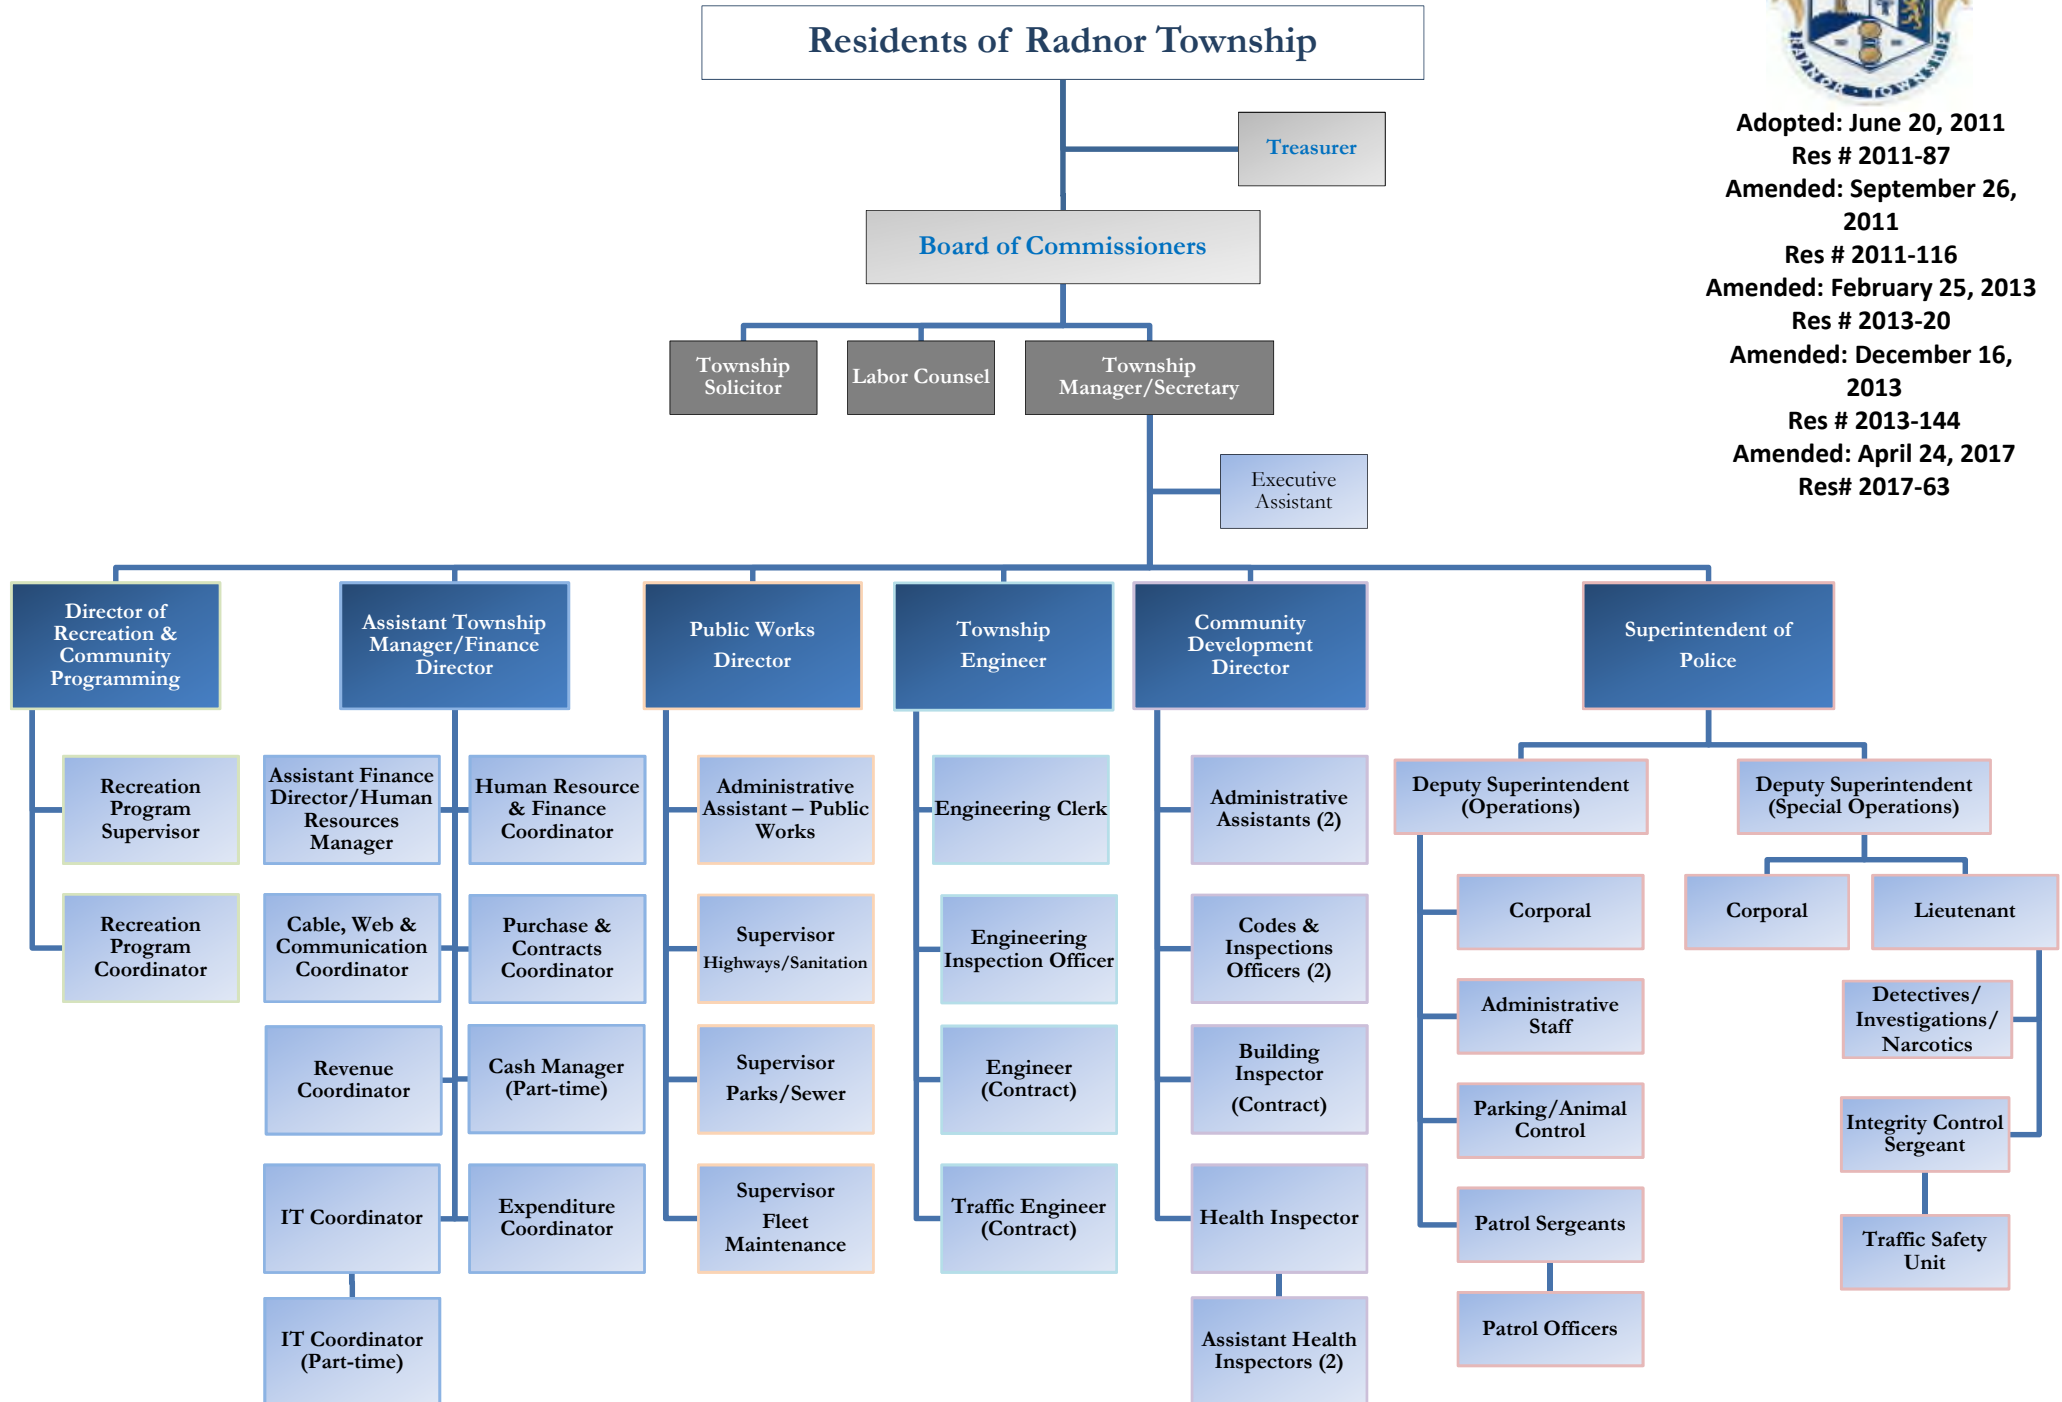 Residents of Radnor Township
RADNOR · TOWNSHIP
Adopted: June 20, 2011
Res # 2011-87
Amended: September 26,
2011
Res # 2011-116
Amended: February 25, 2013
Res # 2013-20
Amended: December 16,
2013
Res # 2013-144
Amended: April 24, 2017
Res# 2017-63
Treasurer
Board of Commissioners
Township
Solicitor
Labor Counsel
Township
Manager/Secretary
Executive
Assistant
Director of
Recreation &
Community
Programming
Assistant Township
Manager/Finance
Director
Public Works
Director
Township
Engineer
Community
Development
Director
Superintendent of
Police
Recreation
Program
Supervisor
Recreation
Program
Coordinator
Assistant Finance
Director/Human
Resources
Manager
Human Resource
& Finance
Coordinator
Cable, Web &
Communication
Coordinator
Purchase &
Contracts
Coordinator
Revenue
Coordinator
Cash Manager
(Part-time)
IT Coordinator
Expenditure
Coordinator
IT Coordinator
(Part-time)
Administrative
Assistant – Public
Works
Supervisor
Highways/Sanitation
Supervisor
Parks/Sewer
Supervisor
Fleet
Maintenance
Engineering Clerk
Engineering
Inspection Officer
Engineer
(Contract)
Traffic Engineer
(Contract)
Administrative
Assistants (2)
Codes &
Inspections
Officers (2)
Building
Inspector
(Contract)
Health Inspector
Assistant Health
Inspectors (2)
Deputy Superintendent
(Operations)
Corporal
Administrative
Staff
Parking/Animal
Control
Patrol Sergeants
Patrol Officers
Deputy Superintendent
(Special Operations)
Corporal
Lieutenant
Detectives/
Investigations/
Narcotics
Integrity Control
Sergeant
Traffic Safety
Unit